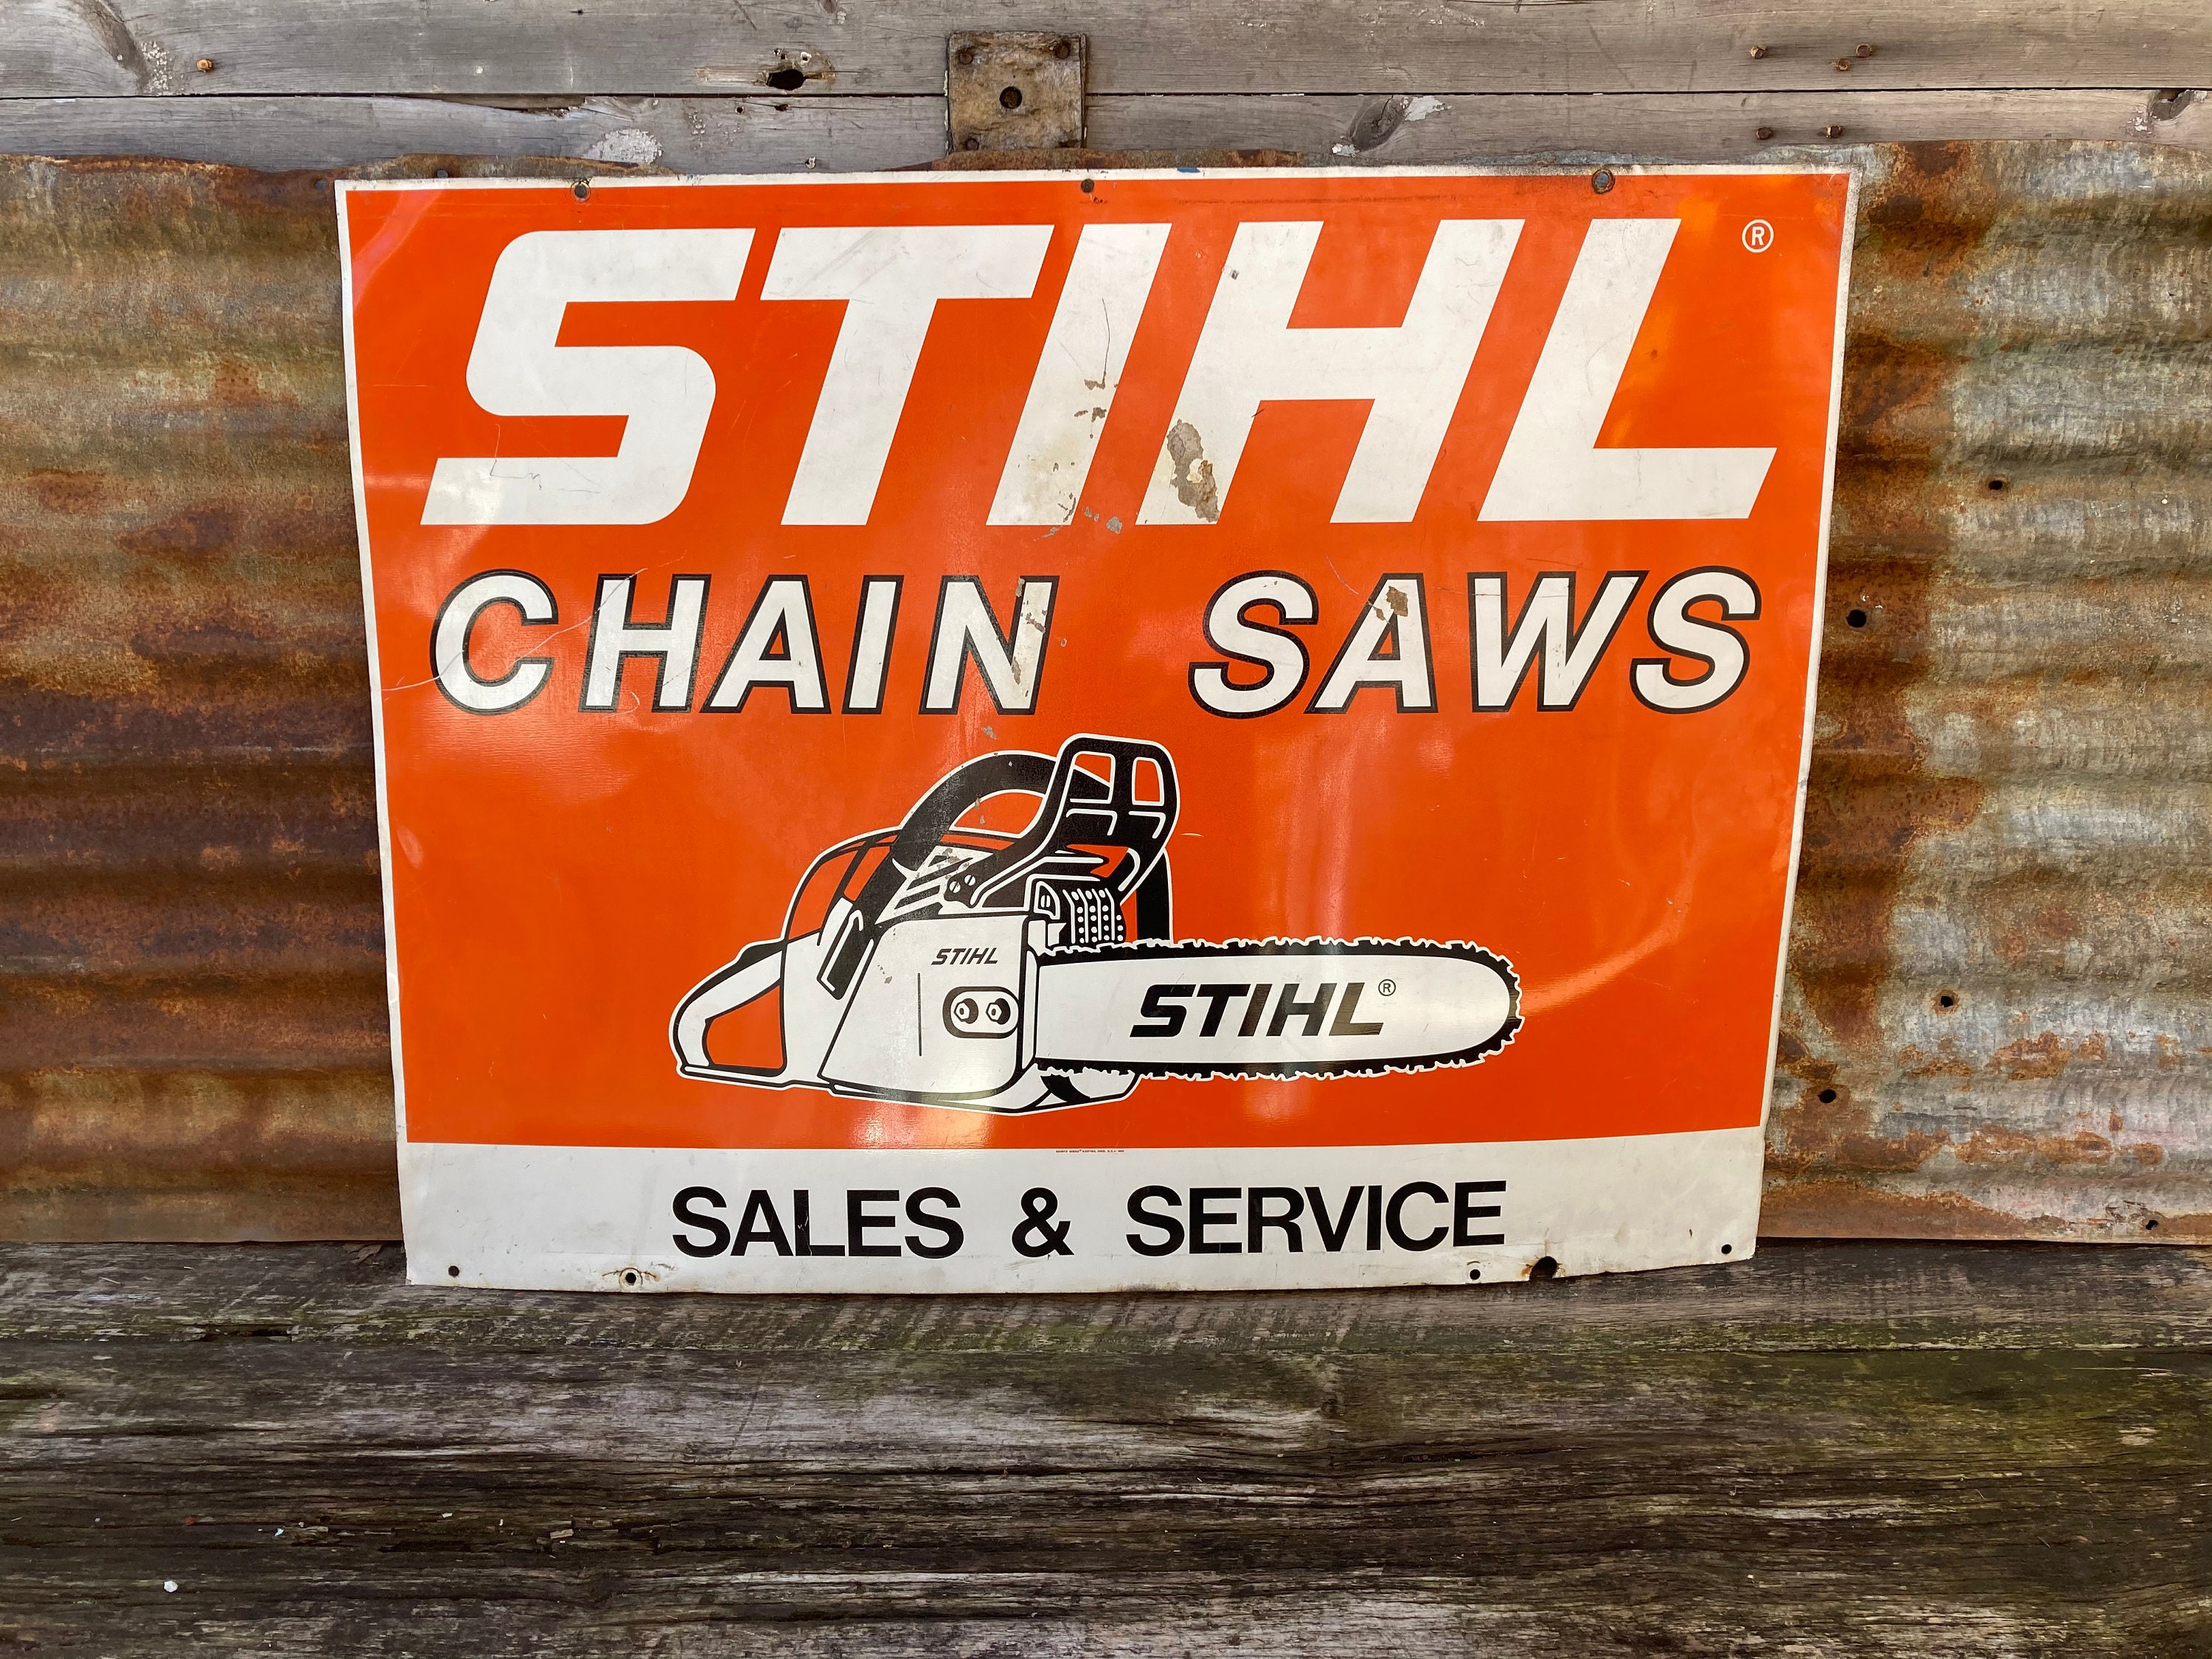 STIHL®
CHAIN SAWS
STIHL
STIHL®
SALES & SERVICE